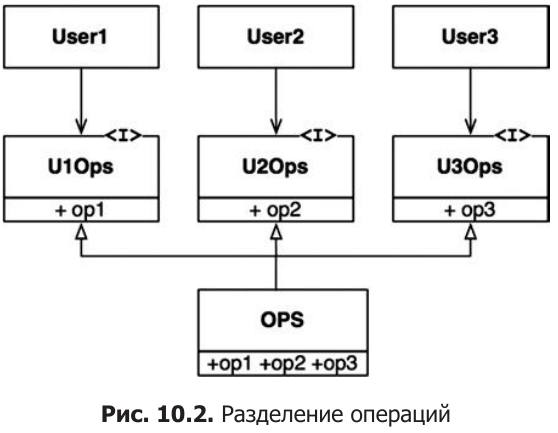 User1 User2 User3
<I> <I> <I>
U1Ops U2Ops U3Ops
+ op1 + op2 + op3
OPS
+op1 +op2 +op3
Рис. 10.2. Разделение операций